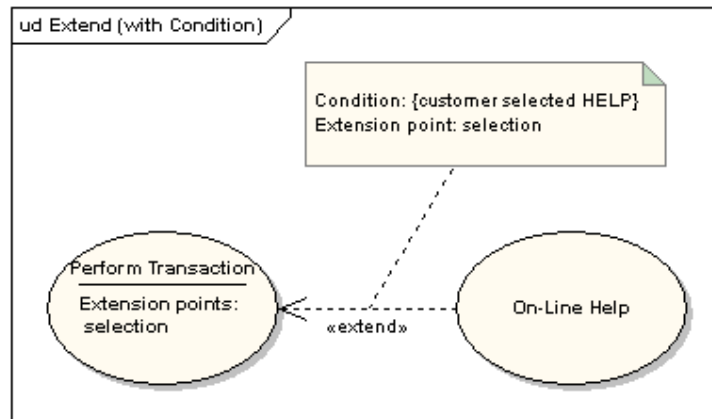 ud Extend (with Condition)
Condition: {customer selected HELP}
Extension point: selection
Perform Transaction
Extension points:
selection
«extend»
On-Line Help